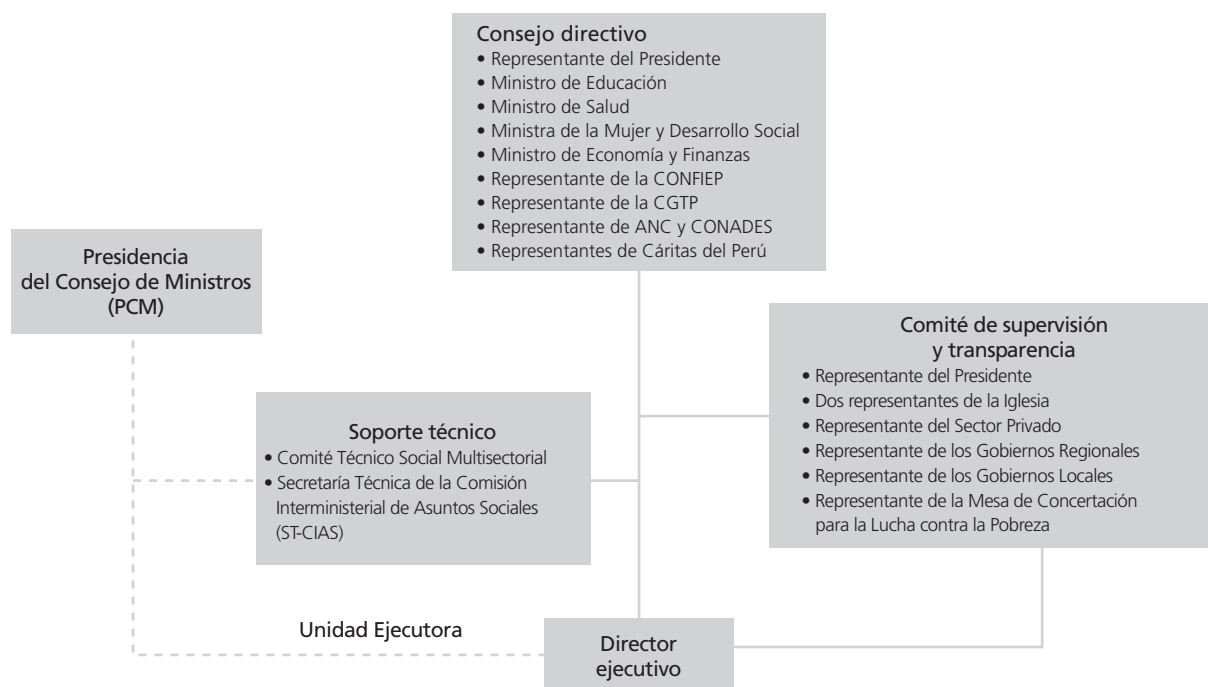 Consejo directivo
• Representante del Presidente
• Ministro de Educación
• Ministro de Salud
• Ministra de la Mujer y Desarrollo Social
• Ministro de Economía y Finanzas
• Representante de la CONFIEP
• Representante de la CGTP
• Representante de ANC y CONADES
• Representantes de Cáritas del Perú
Presidencia
del Consejo de Ministros
(PCM)
Comité de supervisión
y transparencia
• Representante del Presidente
• Dos representantes de la Iglesia
• Representante del Sector Privado
• Representante de los Gobiernos Regionales
• Representante de los Gobiernos Locales
• Representante de la Mesa de Concertación
para la Lucha contra la Pobreza
Soporte técnico
• Comité Técnico Social Multisectorial
• Secretaría Técnica de la Comisión
Interministerial de Asuntos Sociales
(ST-CIAS)
Unidad Ejecutora
Director
ejecutivo